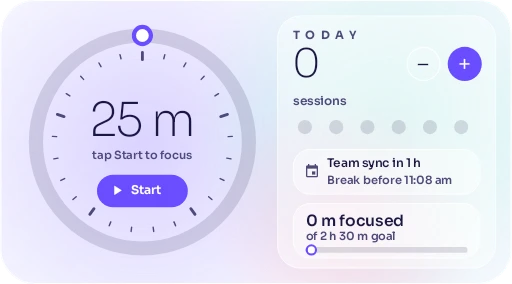 25 m
tap Start to focus
Start
TODAY
0
− +
sessions
Team sync in 1 h
Break before 11:08 am
0 m focused
of 2 h 30 m goal